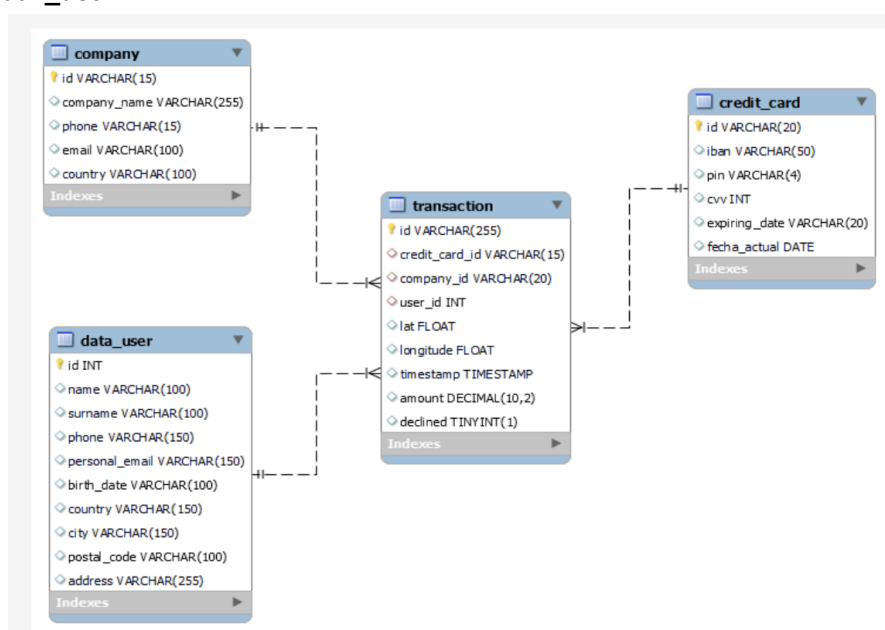 company
id VARCHAR(15)
company_name VARCHAR(255)
phone VARCHAR(15)
email VARCHAR(100)
country VARCHAR(100)
Indexes
data_user
id INT
name VARCHAR(100)
surname VARCHAR(100)
phone VARCHAR(150)
personal_email VARCHAR(150)
birth_date VARCHAR(100)
country VARCHAR(150)
city VARCHAR(150)
postal_code VARCHAR(100)
address VARCHAR(255)
Indexes
transaction
id VARCHAR(255)
credit_card_id VARCHAR(15)
company_id VARCHAR(20)
user_id INT
lat FLOAT
longitude FLOAT
timestamp TIMESTAMP
amount DECIMAL(10,2)
declined TINYINT(1)
Indexes
credit_card
id VARCHAR(20)
iban VARCHAR(50)
pin VARCHAR(4)
cvv INT
expiring_date VARCHAR(20)
fecha_actual DATE
Indexes